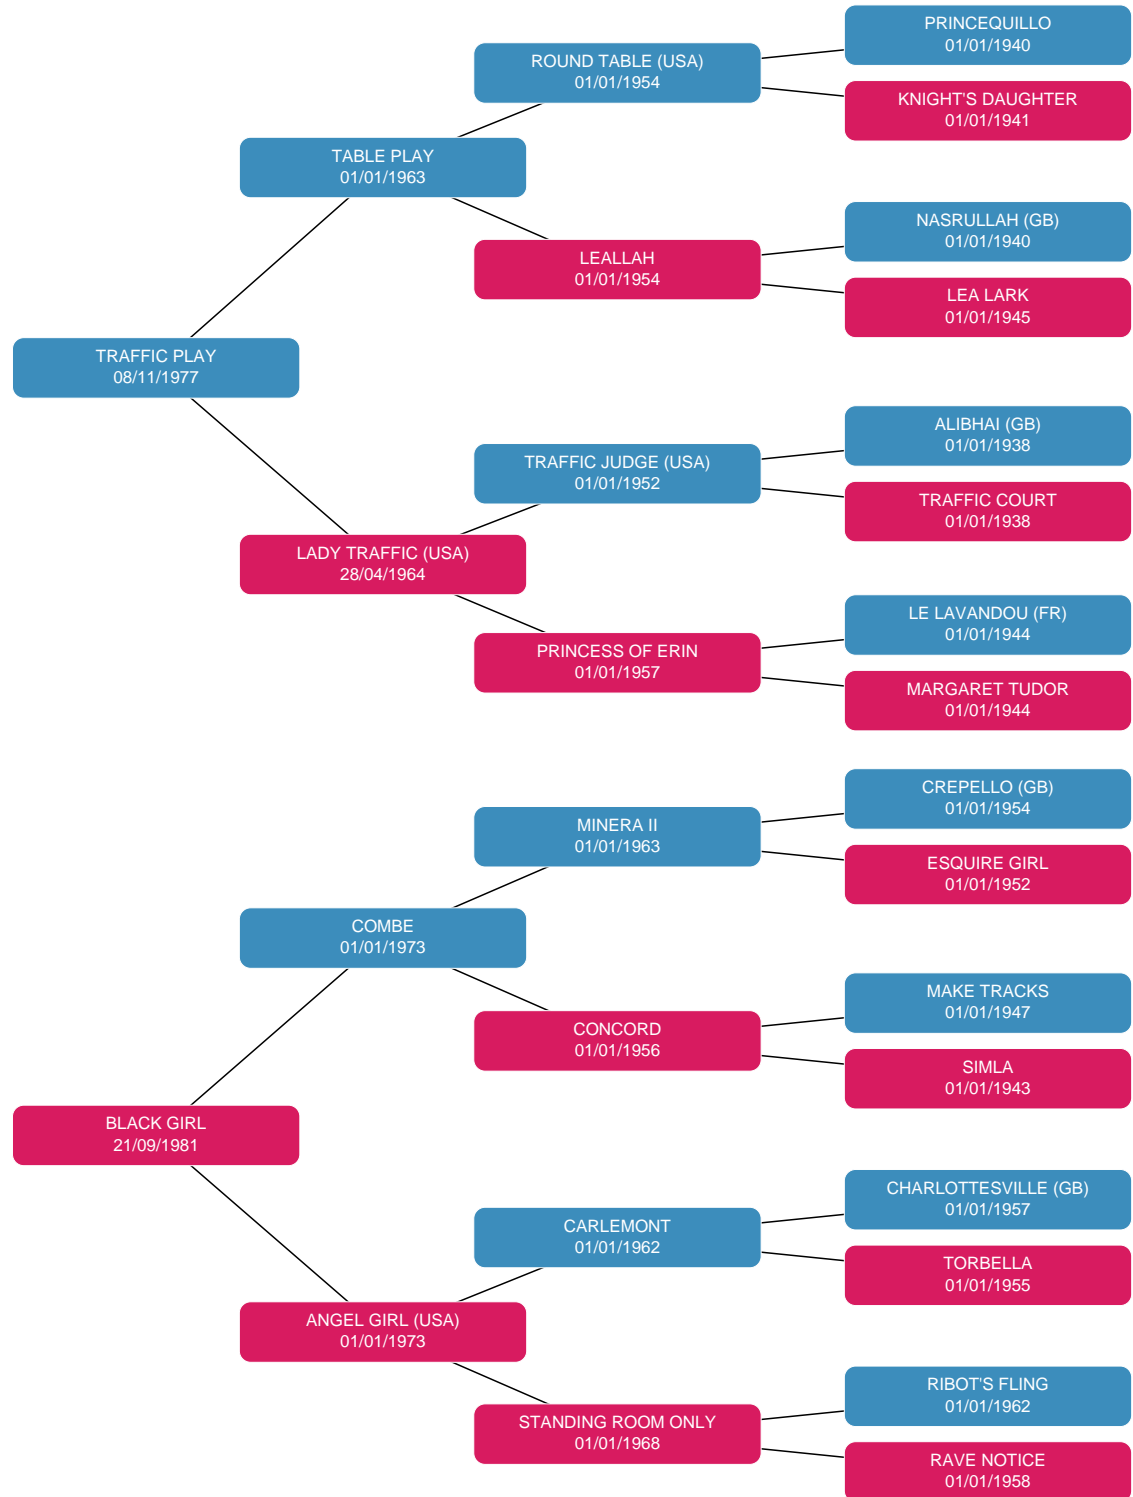 PRINCEQUILLO
01/01/1940
ROUND TABLE (USA)
01/01/1954
KNIGHT'S DAUGHTER
01/01/1941
TABLE PLAY
01/01/1963
NASRULLAH (GB)
01/01/1940
LEALLAH
01/01/1954
LEA LARK
01/01/1945
TRAFFIC PLAY
08/11/1977
ALIBHAI (GB)
01/01/1938
TRAFFIC JUDGE (USA)
01/01/1952
TRAFFIC COURT
01/01/1938
LADY TRAFFIC (USA)
28/04/1964
LE LAVANDOU (FR)
01/01/1944
PRINCESS OF ERIN
01/01/1957
MARGARET TUDOR
01/01/1944
CREPELLO (GB)
01/01/1954
MINERA II
01/01/1963
ESQUIRE GIRL
01/01/1952
COMBE
01/01/1973
MAKE TRACKS
01/01/1947
CONCORD
01/01/1956
SIMLA
01/01/1943
BLACK GIRL
21/09/1981
CHARLOTTESVILLE (GB)
01/01/1957
CARLEMONT
01/01/1962
TORBELLA
01/01/1955
ANGEL GIRL (USA)
01/01/1973
RIBOT'S FLING
01/01/1962
STANDING ROOM ONLY
01/01/1968
RAVE NOTICE
01/01/1958